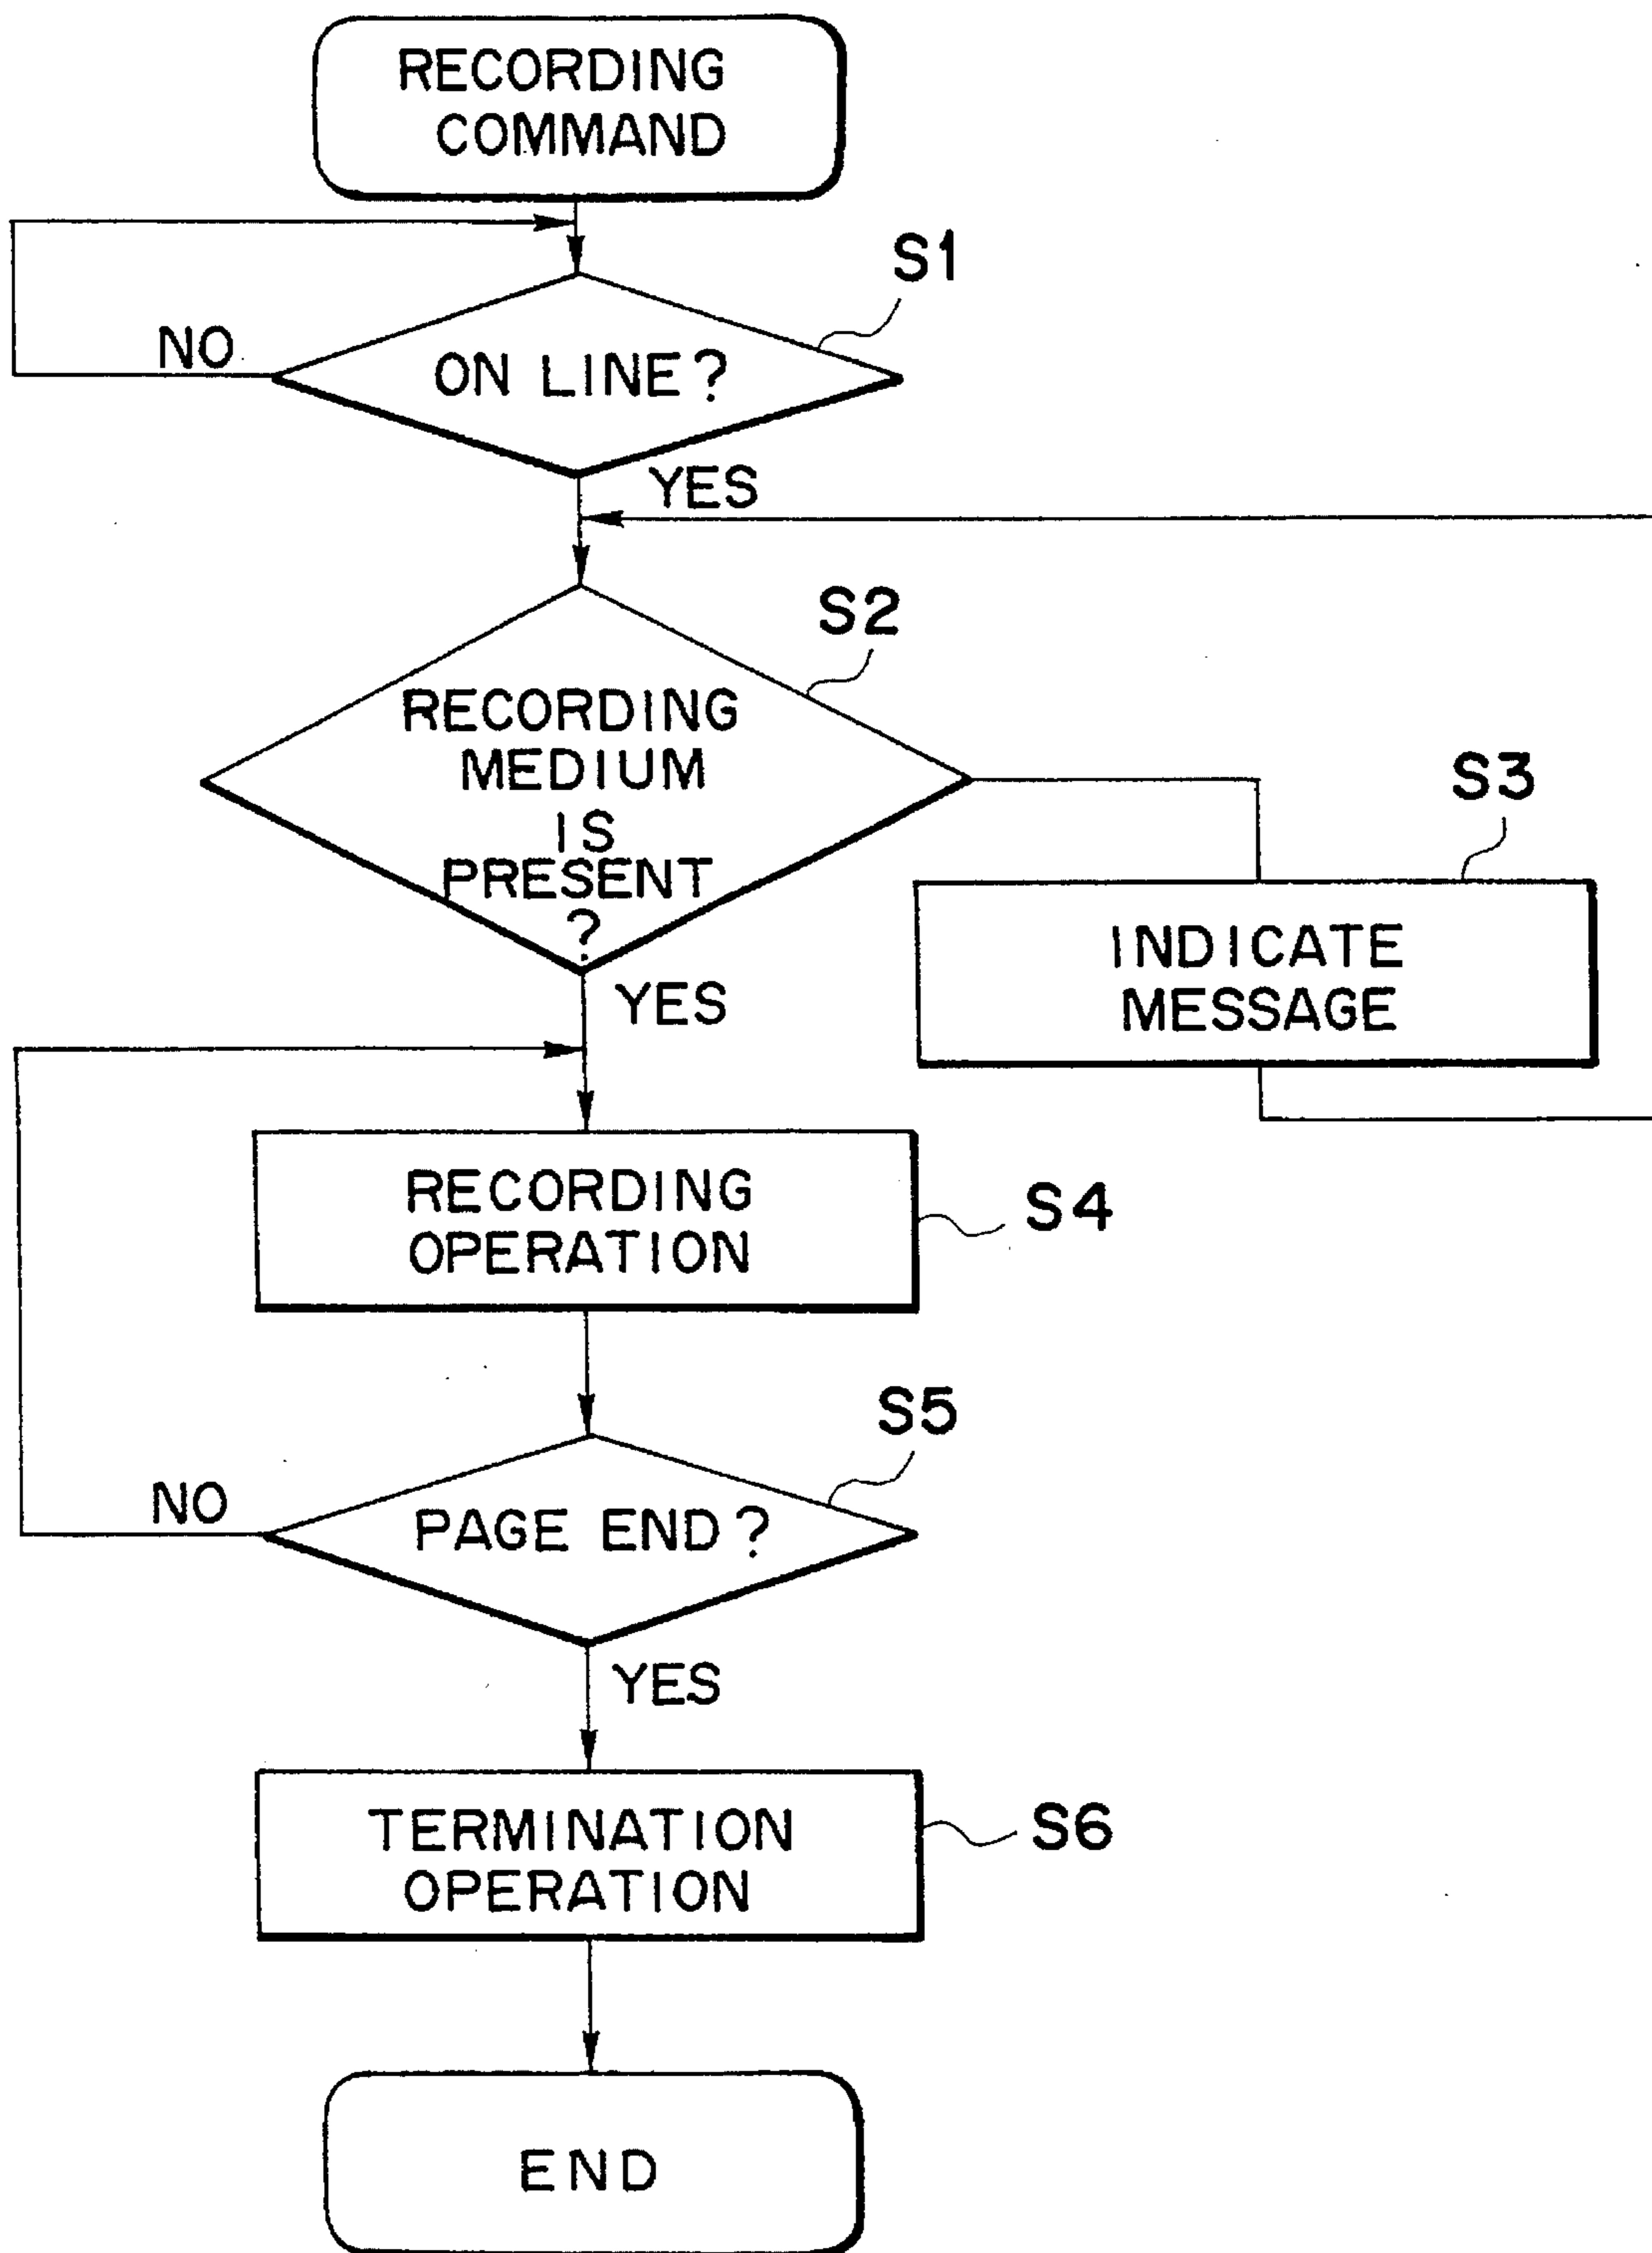 RECORDING
COMMAND
S1
NO
ON LINE?
YES
S2
RECORDING
MEDIUM
IS
PRESENT
?
S3
INDICATE
MESSAGE
YES
RECORDING
OPERATION
S4
S5
NO
PAGE END?
YES
TERMINATION
OPERATION
S6
END